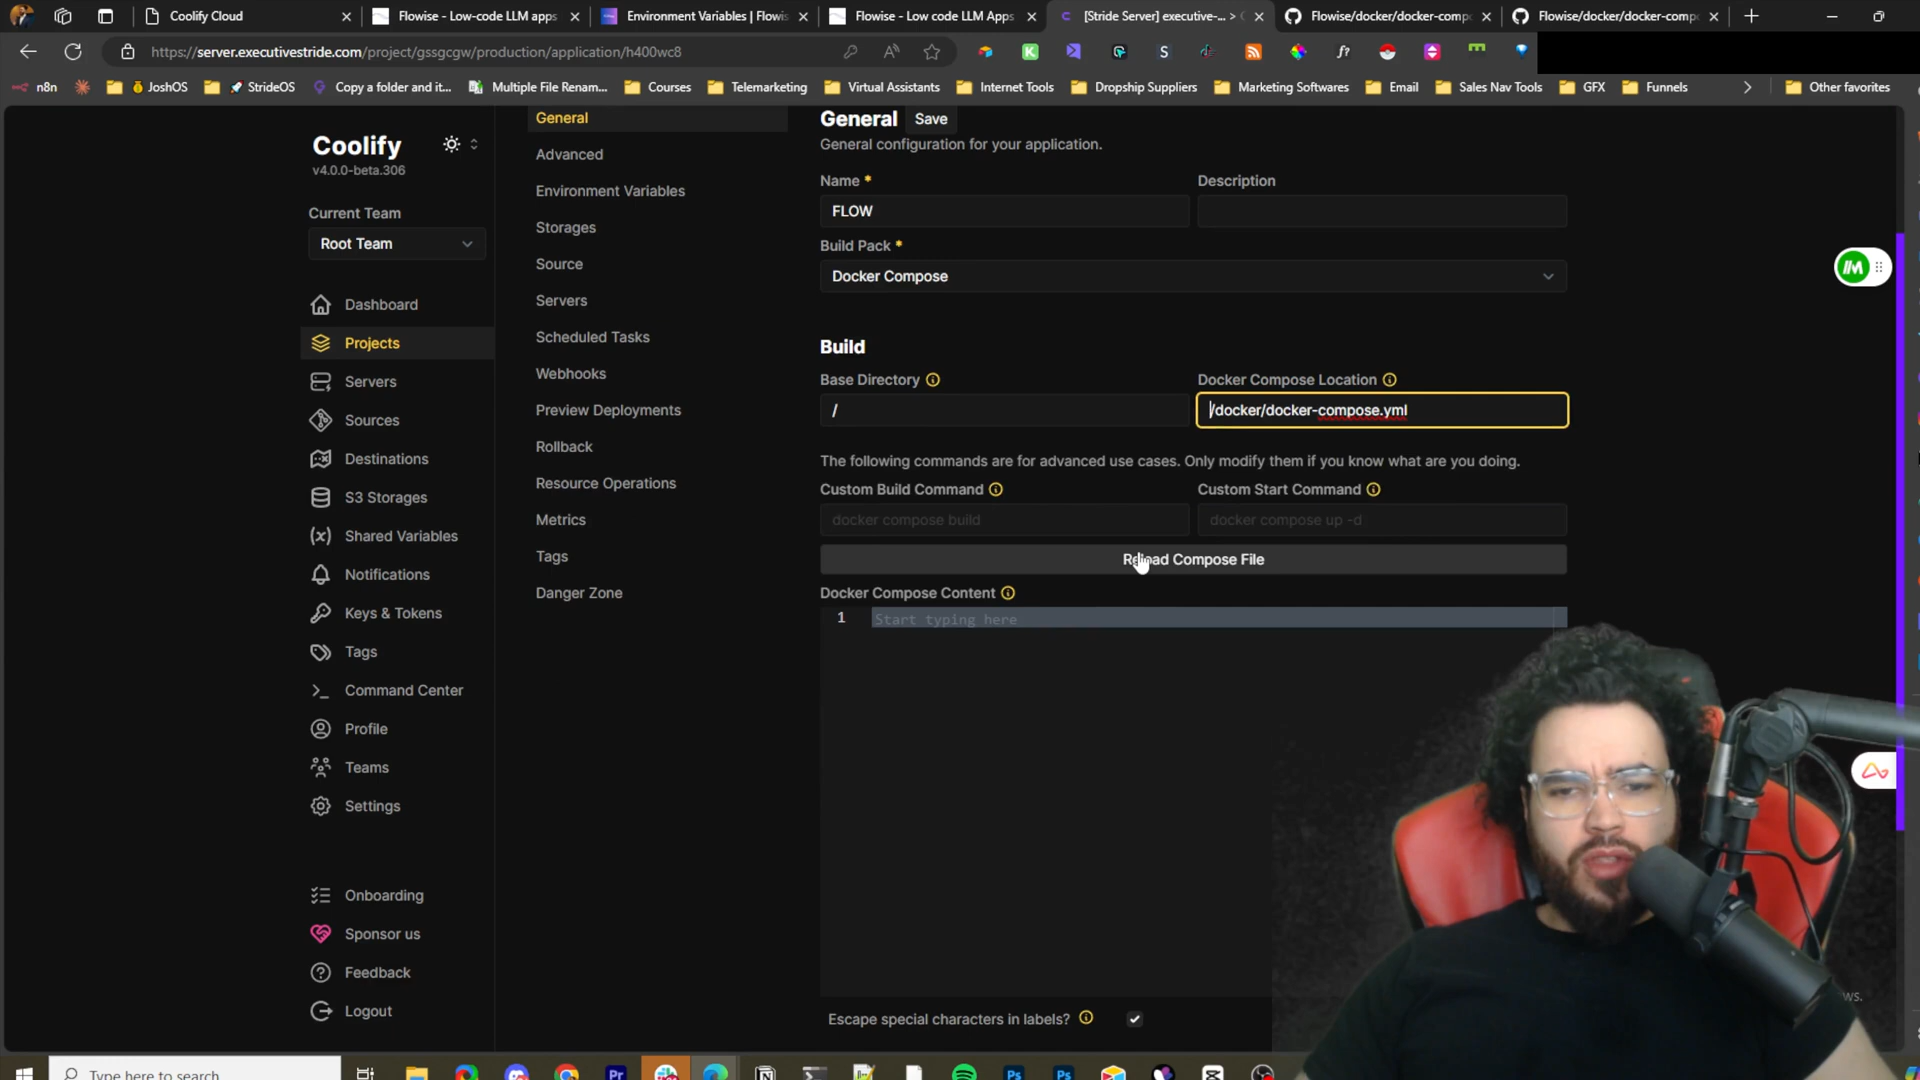 Coolify Cloud
Flowise - Low-code LLM apps
Environment Variables | Flowis
Flowise - Low code LLM Apps
[Stride Server] executive-... >
Flowise/docker/docker-comp
Flowise/docker/docker-comp
https://server.executivestride.com/project/gssgcgw/production/application/h400wc8
n8n
JoshOS
StrideOS
Copy a folder and it...
Multiple File Renam...
Courses
Telemarketing
Virtual Assistants
Internet Tools
Dropship Suppliers
Marketing Softwares
Email
Sales Nav Tools
GFX
Funnels
Other favorites
Coolify
v4.0.0-beta.306
Current Team
Root Team
Dashboard
Projects
Servers
Sources
Destinations
S3 Storages
Shared Variables
Notifications
Keys & Tokens
Tags
Command Center
Profile
Teams
Settings
Onboarding
Sponsor us
Feedback
Logout
General
Advanced
Environment Variables
Storages
Source
Servers
Scheduled Tasks
Webhooks
Preview Deployments
Rollback
Resource Operations
Metrics
Tags
Danger Zone
General Save
General configuration for your application.
Name * Description
FLOW
Build Pack *
Docker Compose
Build
Base Directory Docker Compose Location
/ /docker/docker-compose.yml
The following commands are for advanced use cases. Only modify them if you know what are you doing.
Custom Build Command Custom Start Command
docker compose build docker compose up -d
Reload Compose File
Docker Compose Content
1 Start typing here
Escape special characters in labels?
ws.
Type here to search